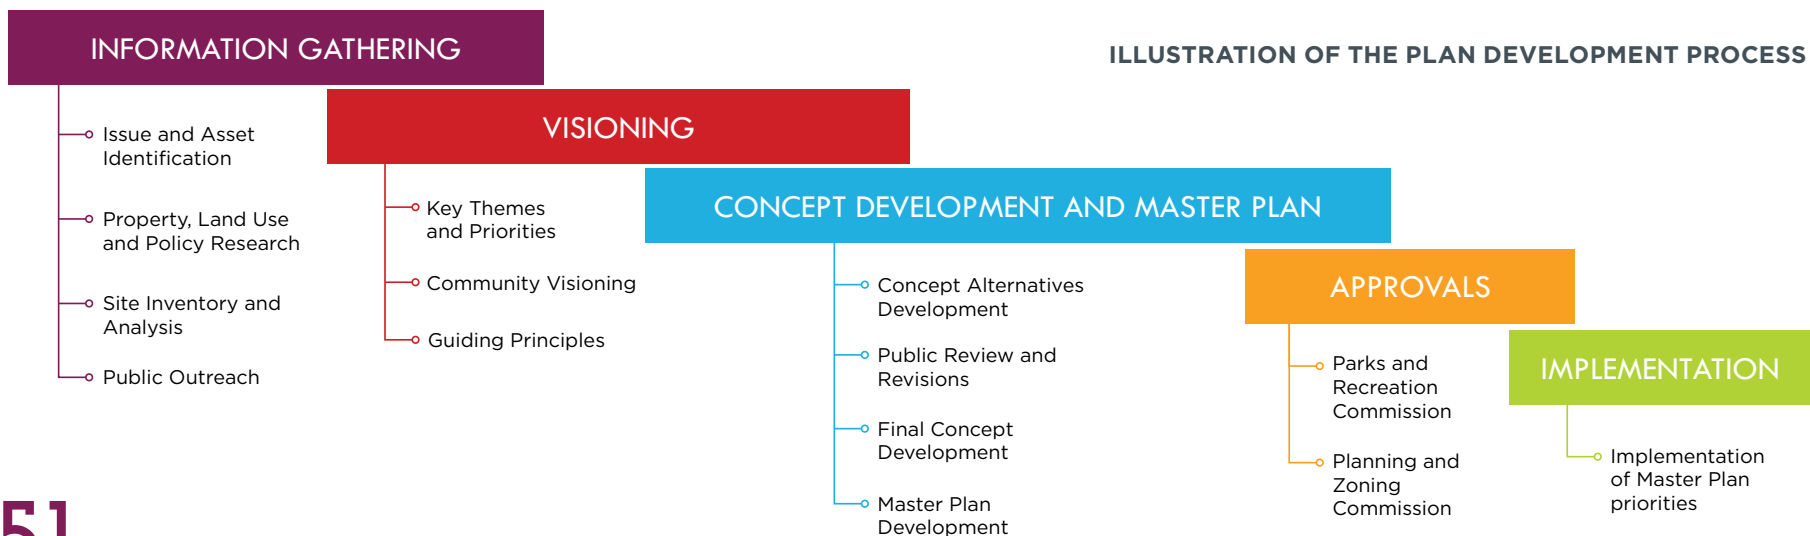 INFORMATION GATHERING
ILLUSTRATION OF THE PLAN DEVELOPMENT PROCESS
Issue and Asset
Identification
Property, Land Use
and Policy Research
Site Inventory and
Analysis
Public Outreach
VISIONING
Key Themes
and Priorities
Community Visioning
Guiding Principles
CONCEPT DEVELOPMENT AND MASTER PLAN
Concept Alternatives
Development
Public Review and
Revisions
Final Concept
Development
Master Plan
Development
APPROVALS
Parks and
Recreation
Commission
Planning and
Zoning
Commission
IMPLEMENTATION
Implementation
of Master Plan
priorities
51